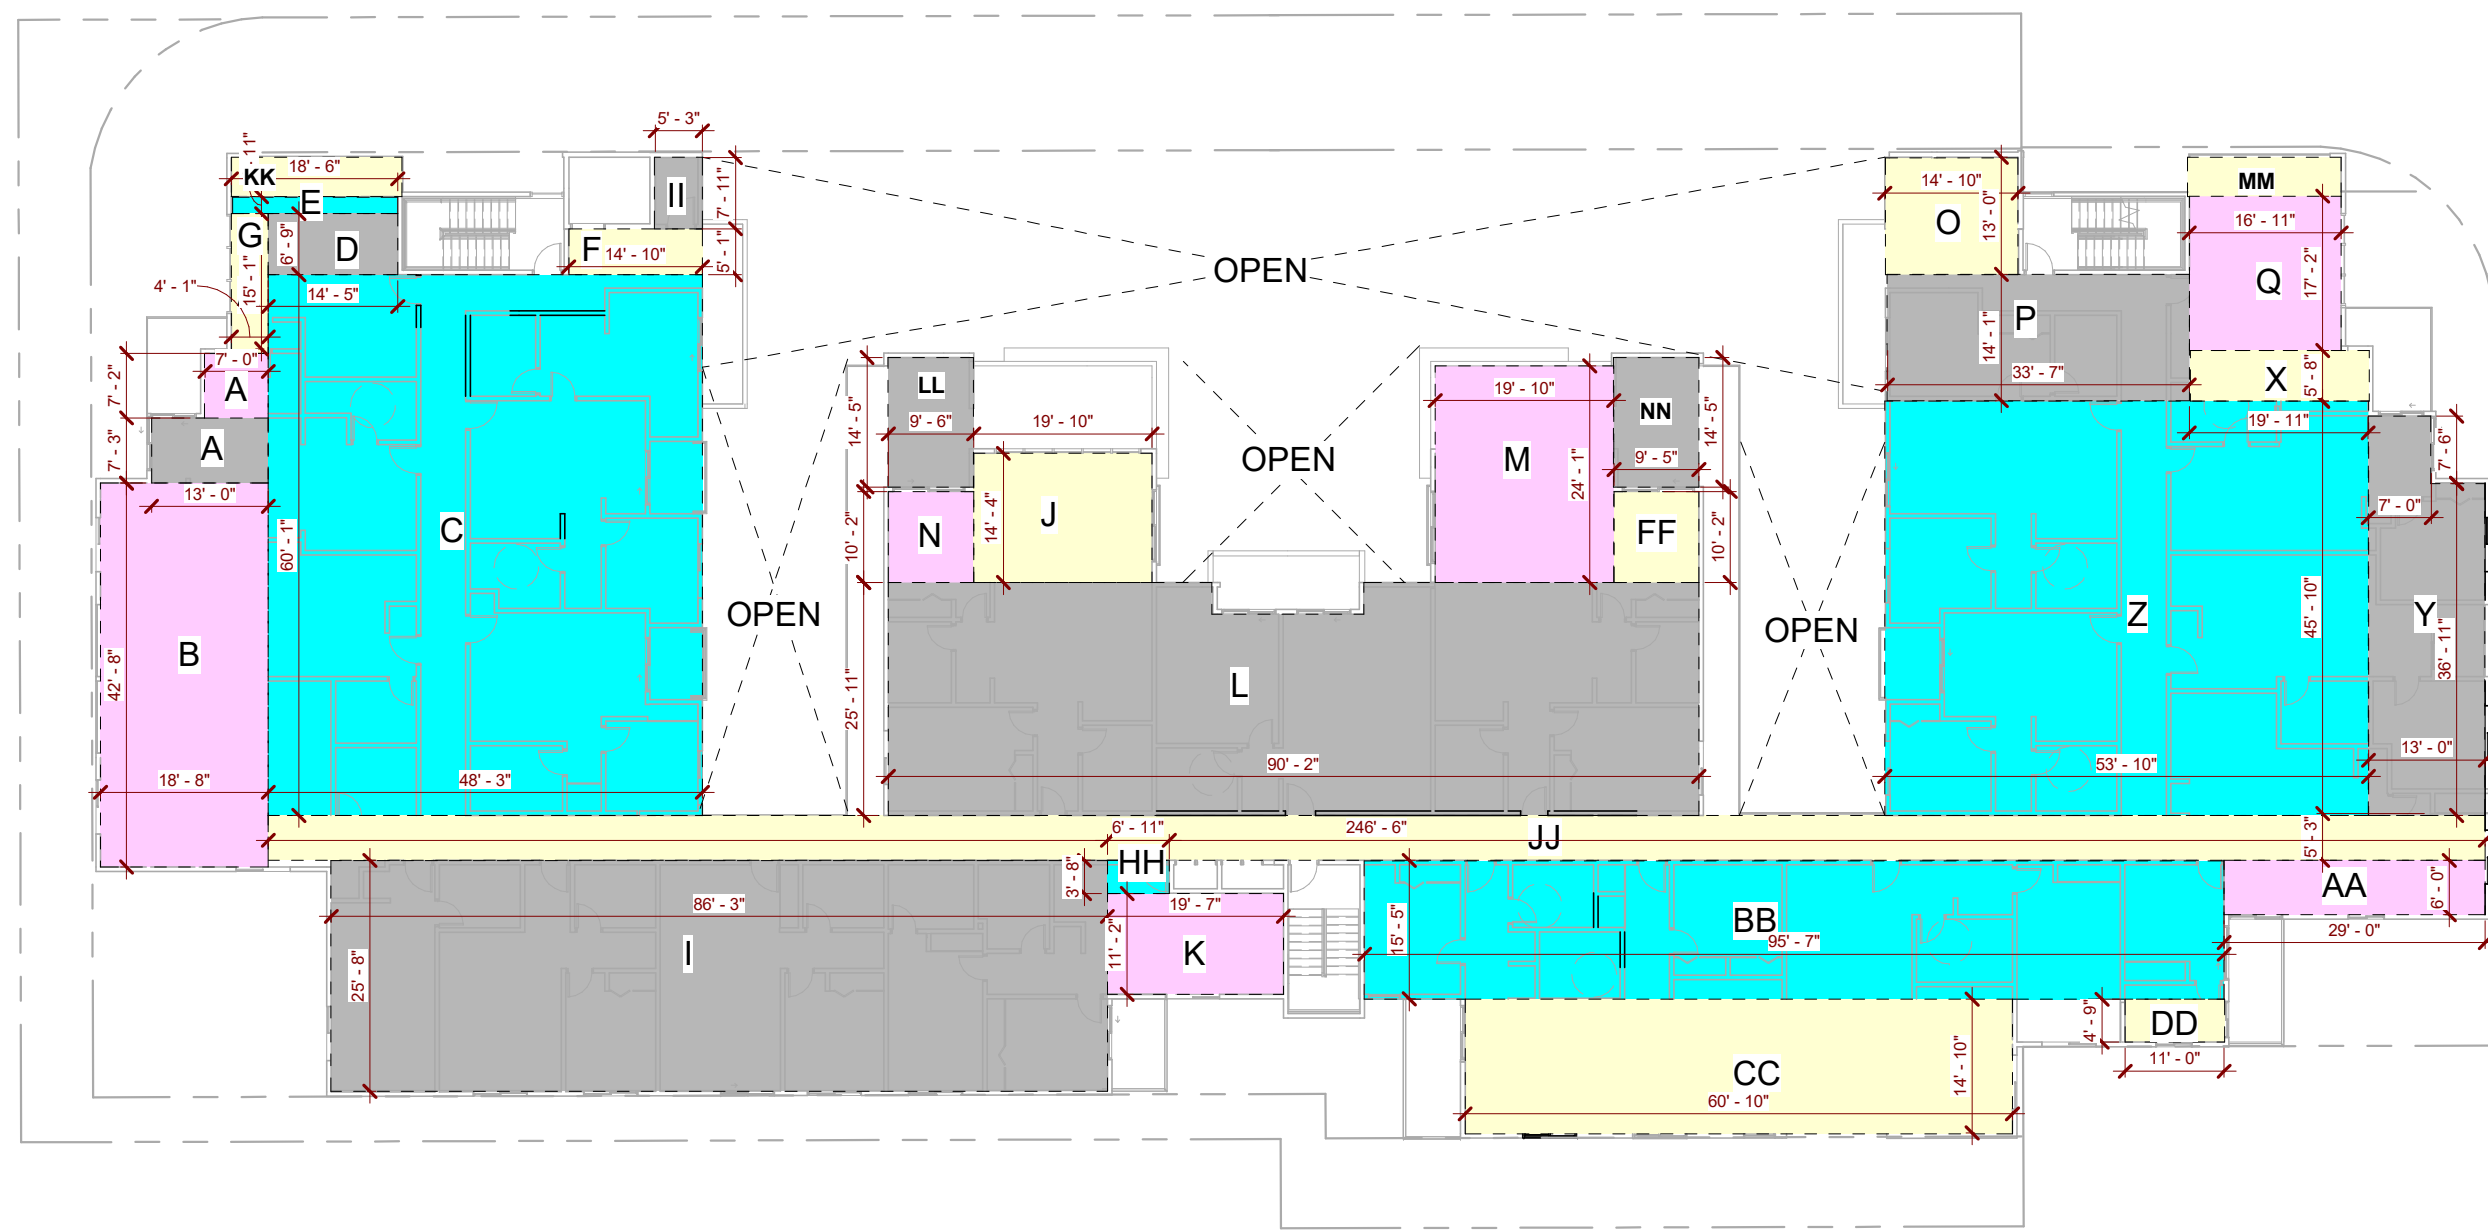 5' - 3"
11"
18' - 6"
KK
E
II
7' - 11"
G
D
6' - 9"
F
14' - 10"
5' - 1"
15' - 1"
4' - 1"
14' - 5"
7' - 0"
7' - 2"
A
7' - 3"
A
13' - 0"
B
42' - 8"
18' - 8"
C
60' - 1"
48' - 3"
OPEN
OPEN
OPEN
OPEN
LL
14' - 5"
9' - 6"
19' - 10"
N
10' - 2"
J
14' - 4"
19' - 10"
M
24' - 1"
NN
14' - 5"
9' - 5"
FF
10' - 2"
L
25' - 11"
90' - 2"
14' - 10"
O
13' - 0"
MM
16' - 11"
Q
17' - 2"
P
14' - 1"
33' - 7"
X
5' - 8"
19' - 11"
7' - 6"
7' - 0"
Z
45' - 10"
Y
36' - 11"
53' - 10"
13' - 0"
6' - 11"
246' - 6"
JJ
5' - 3"
HH
3' - 8"
86' - 3"
I
25' - 8"
19' - 7"
11' - 2"
K
15' - 5"
BB
95' - 7"
AA
6' - 0"
29' - 0"
CC
14' - 10"
60' - 10"
4' - 9"
DD
11' - 0"